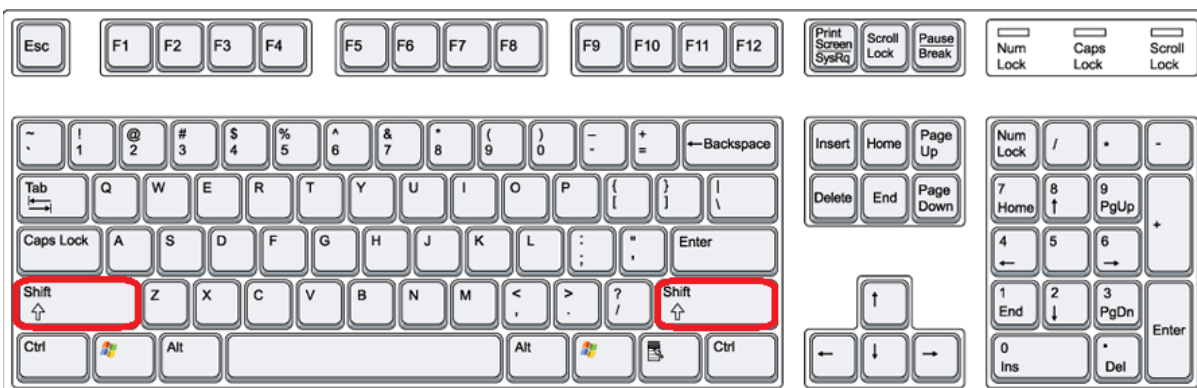 Esc F1 F2 F3 F4 F5 F6 F7 F8 F9 F10 F11 F12 Print Screen SysRq Scroll Lock Pause Break Num Lock Caps Lock Scroll Lock
~ ` ! 1 @ 2 # 3 $ 4 % 5 ^ 6 & 7 * 8 ( 9 ) 0 – - + = ←Backspace Insert Home Page Up Num Lock / * -
Tab Q W E R T Y U I O P { [ } ] | \ Delete End Page Down 7 Home 8 ↑ 9 PgUp +
Caps Lock A S D F G H J K L : ; " ' Enter 4 ← 5 6 →
Shift Z X C V B N M < , > . ? / Shift ↑ 1 End 2 ↓ 3 PgDn Enter
Ctrl Alt Alt Ctrl ← ↓ → 0 Ins . Del